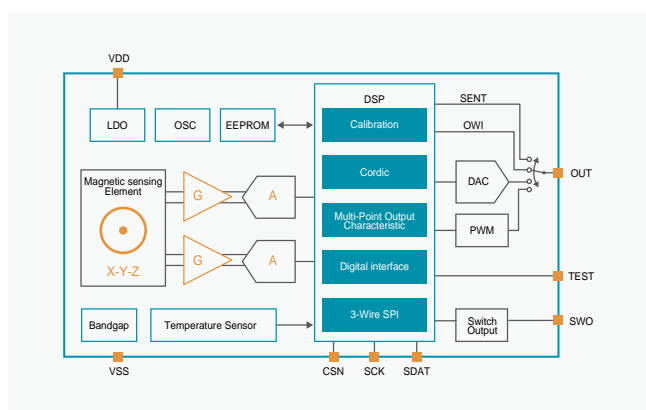 VDD
DSP
SENT
LDO
OSC
EEPROM
Calibration
OWI
Magnetic sensing
Element
G
A
Cordic
DAC
OUT
Multi-Point Output
Characteristic
PWM
X-Y-Z
G
A
Digital interface
TEST
Bandgap
Temperature Sensor
3-Wire SPI
Switch
Output
SWO
VSS
CSN
SCK
SDAT